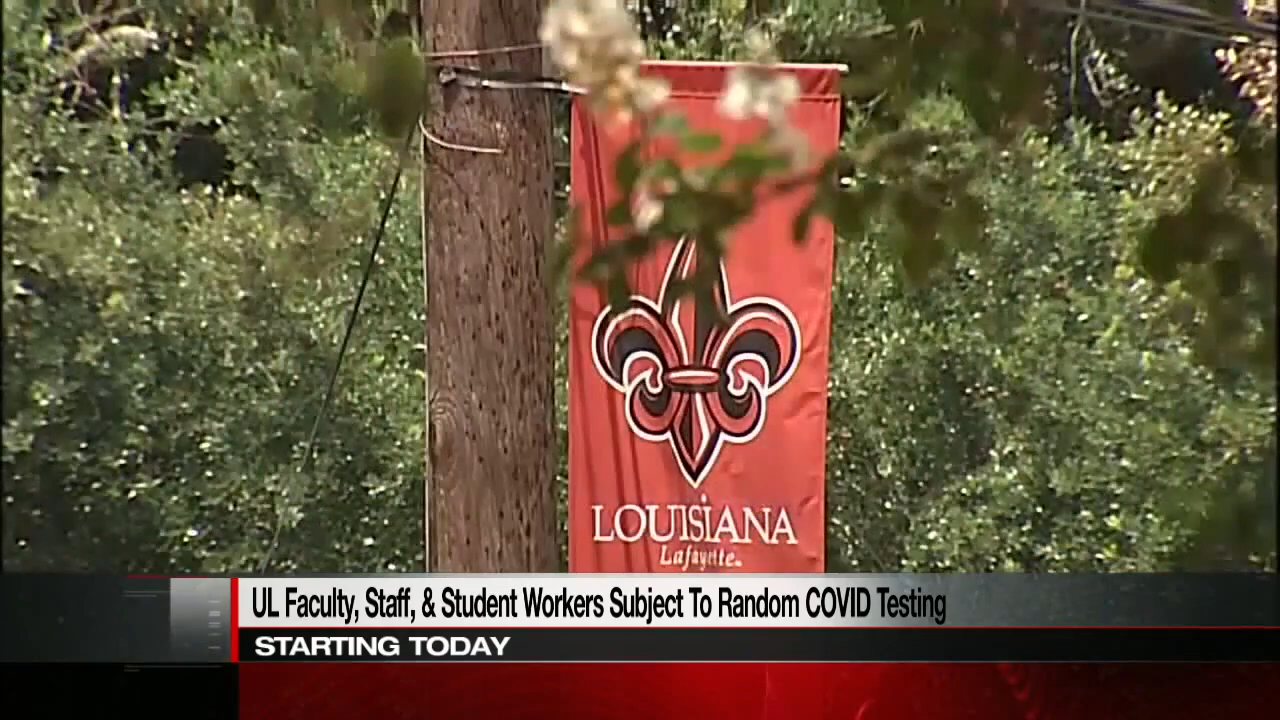 LOUISIANA
Lafayette
UL Faculty, Staff, & Student Workers Subject To Random COVID Testing
STARTING TODAY